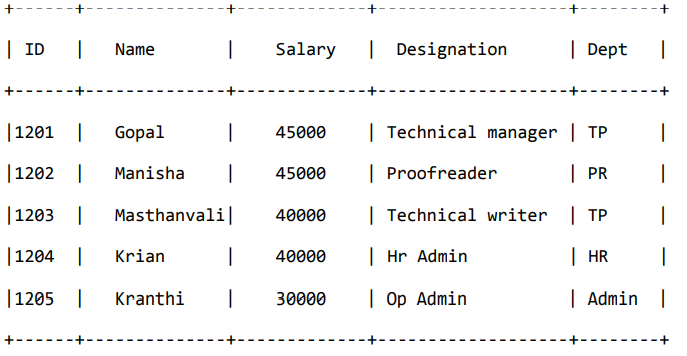 +------+--------------+-------------+-------------------+--------+
| ID | Name | Salary | Designation | Dept |
+------+--------------+-------------+-------------------+--------+
|1201 | Gopal | 45000 | Technical manager | TP |
|1202 | Manisha | 45000 | Proofreader | PR |
|1203 | Masthanvali| 40000 | Technical writer | TP |
|1204 | Krian | 40000 | Hr Admin | HR |
|1205 | Kranthi | 30000 | Op Admin | Admin |
+------+--------------+-------------+-------------------+--------+